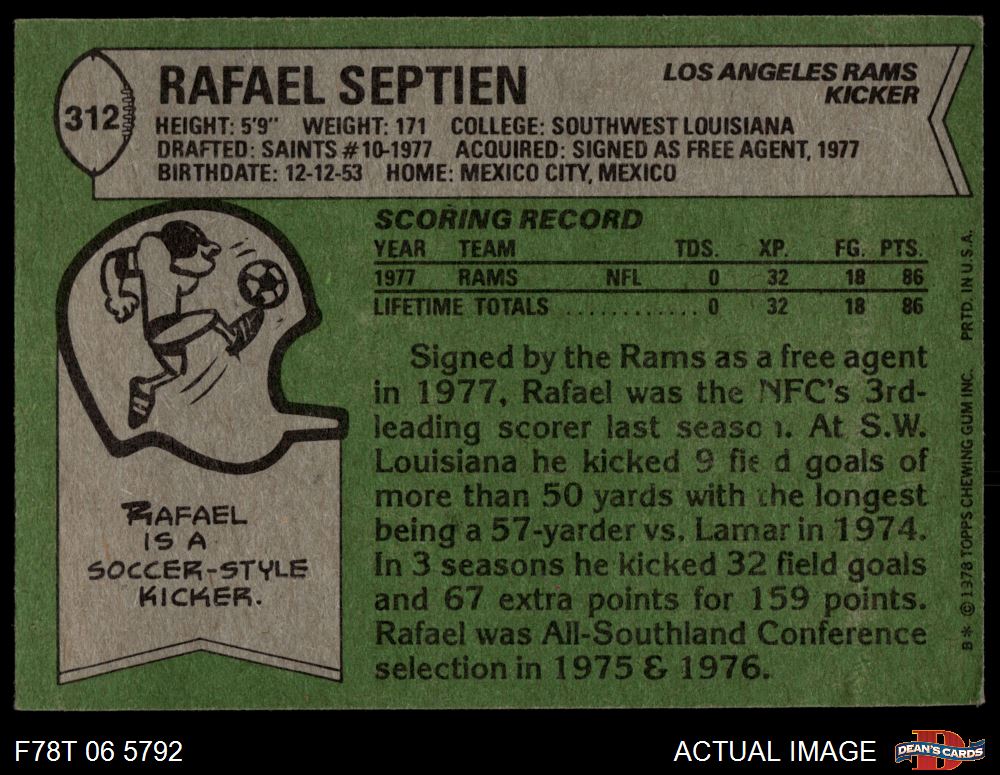 312
RAFAEL SEPTIEN
LOS ANGELES RAMS
KICKER
HEIGHT: 5'9" WEIGHT: 171 COLLEGE: SOUTHWEST LOUISIANA
DRAFTED: SAINTS #10-1977 ACQUIRED: SIGNED AS FREE AGENT, 1977
BIRTHDATE: 12-12-53 HOME: MEXICO CITY, MEXICO
SCORING RECORD
YEAR TEAM TDS. XP. FG. PTS.
1977 RAMS NFL 0 32 18 86
LIFETIME TOTALS ............ 0 32 18 86
Signed by the Rams as a free agent
in 1977, Rafael was the NFC's 3rd-
leading scorer last season. At S.W.
Louisiana he kicked 9 field goals of
more than 50 yards with the longest
being a 57-yarder vs. Lamar in 1974.
In 3 seasons he kicked 32 field goals
and 67 extra points for 159 points.
Rafael was All-Southland Conference
selection in 1975 & 1976.
RAFAEL
IS A
SOCCER-STYLE
KICKER.
B* © 1978 TOPPS CHEWING GUM INC. PRTD. IN U.S.A.
F78T 06 5792
ACTUAL IMAGE
DEAN'S CARDS